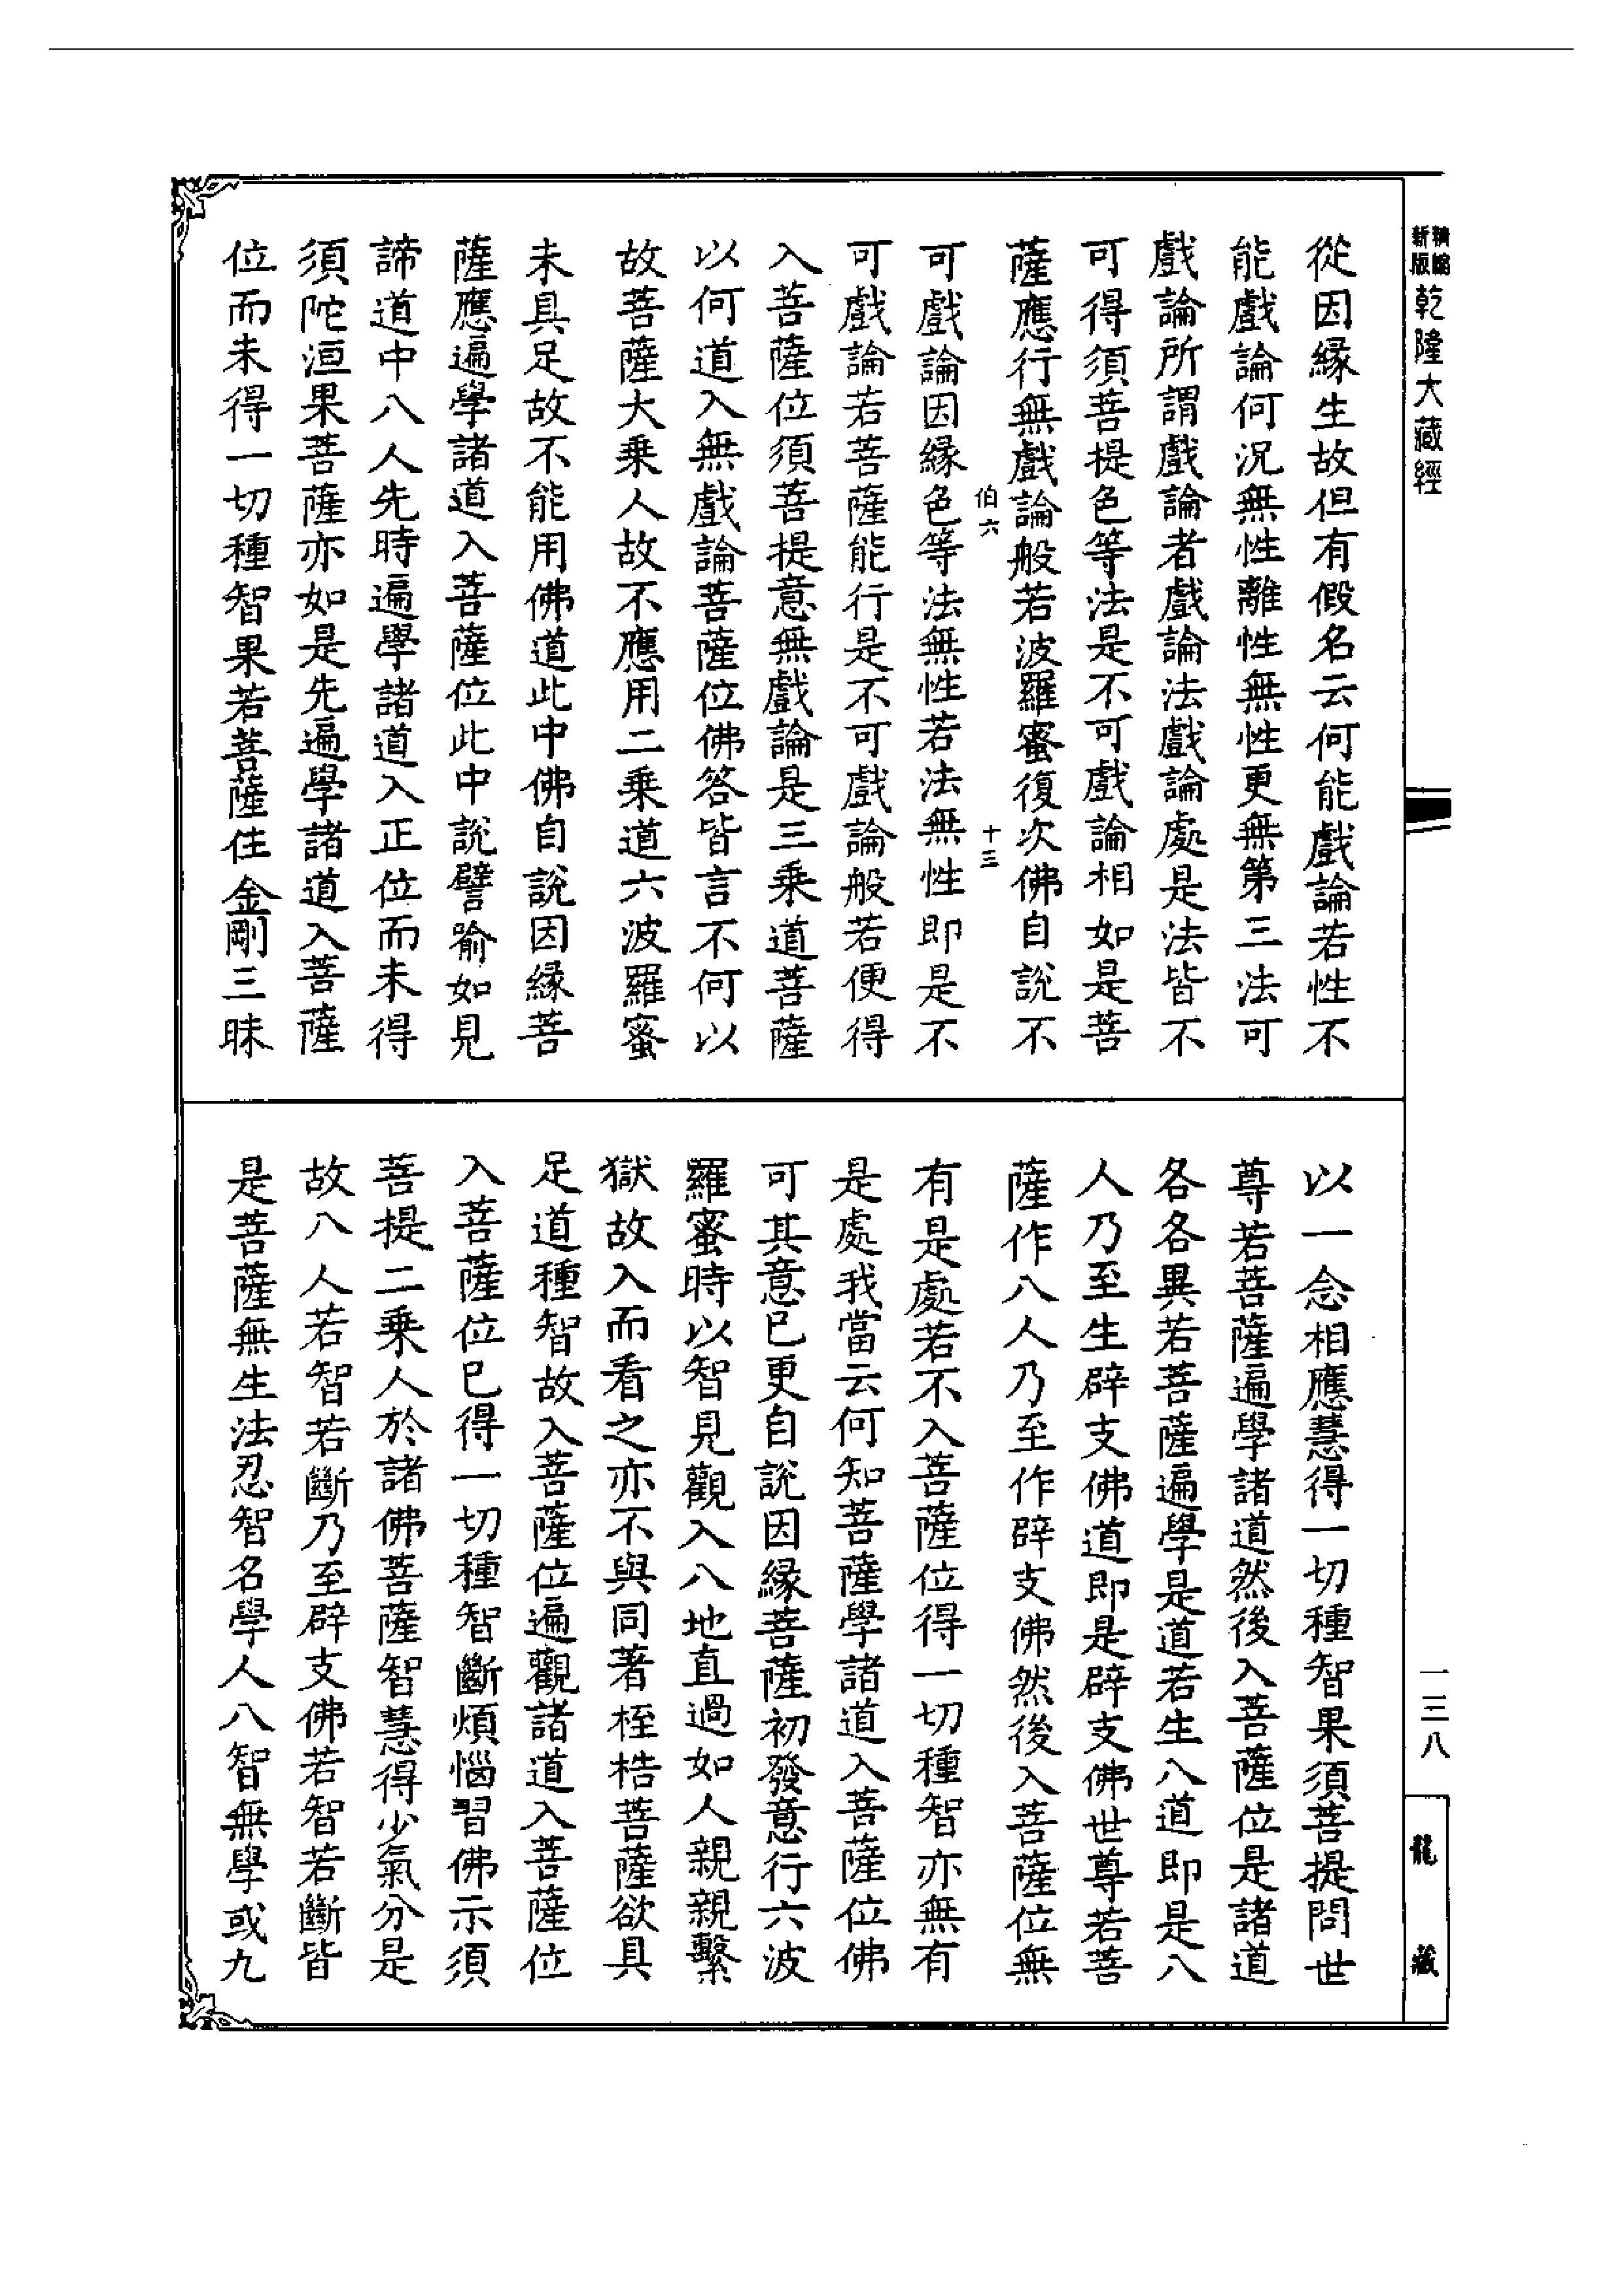 精縮
新版
乾隆大藏經
一三八
龍藏
從因緣生故但有假名云何能戲論若性不
能戲論何況無性離性無性更無第三法可
戲論所謂戲論者戲論法戲論處是法皆不
可得須菩提色等法是不可戲論相如是菩
薩應行無戲論般若波羅蜜復次佛自說不
伯六
十三
可戲論因緣色等法無性若法無性即是不
可戲論若菩薩能行是不可戲論般若便得
入菩薩位須菩提意無戲論是三乘道菩薩
以何道入無戲論菩薩位佛答皆言不何以
故菩薩大乘人故不應用二乘道六波羅蜜
未具足故不能用佛道此中佛自說因緣菩
薩應遍學諸道入菩薩位此中說譬喻如見
諦道中八人先時遍學諸道入正位而未得
須陀洹果菩薩亦如是先遍學諸道入菩薩
位而未得一切種智果若菩薩住金剛三昧
以一念相應慧得一切種智果須菩提問世
尊若菩薩遍學諸道然後入菩薩位是諸道
各各異若菩薩遍學是道若生八道即是八
人乃至生辟支佛道即是辟支佛世尊若菩
薩作八人乃至作辟支佛然後入菩薩位無
有是處若不入菩薩位得一切種智亦無有
是處我當云何知菩薩學諸道入菩薩位佛
可其意已更自說因緣菩薩初發意行六波
羅蜜時以智見觀入八地直過如人親親繫
獄故入而看之亦不與同著桎梏菩薩欲具
足道種智故入菩薩位遍觀諸道入菩薩位
入菩薩位已得一切種智斷煩惱習佛示須
菩提二乘人於諸佛菩薩智慧得少氣分是
故八人若智若斷乃至辟支佛若智若斷皆
是菩薩無生法忍智名學人八智無學或九